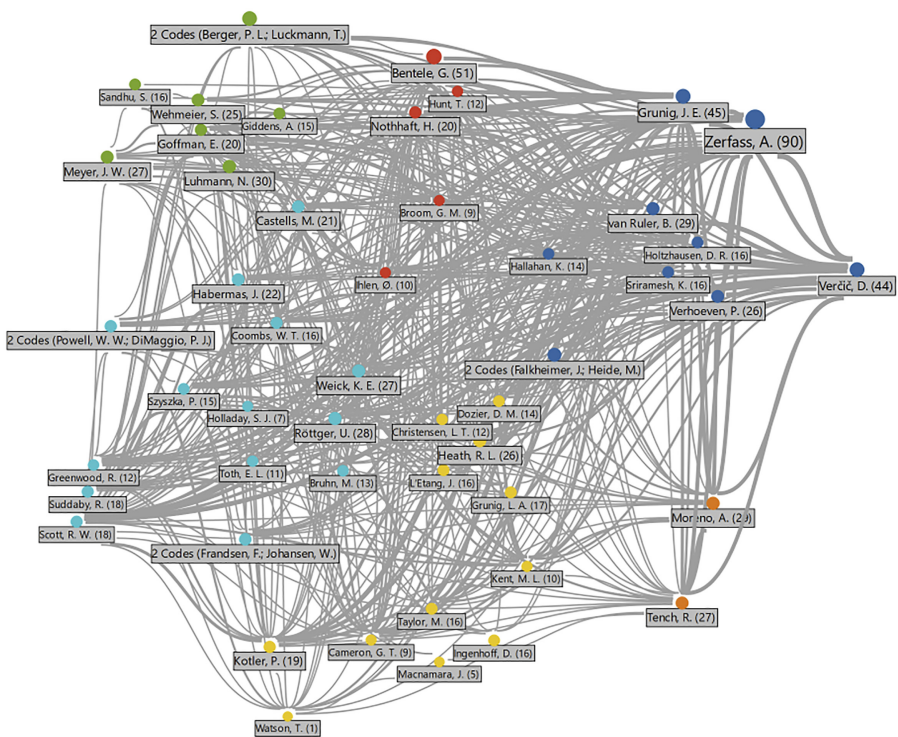 2 Codes (Berger, P. L.; Luckmann, T.)
Bentele, G. (51)
Sandhu, S. (16)
Hunt, T. (12)
Wehmeier, S. (25)
Grunig, J. E. (45)
Giddens, A. (15)
Nothhaft, H. (20)
Zerfass, A. (90)
Goffman, E. (20)
Meyer, J. W. (27)
Luhmann, N. (30)
Castells, M. (21)
Broom, G. M. (9)
van Ruler, B. (29)
Holtzhausen, D. R. (16)
Hallahan, K. (14)
Ihlen, Ø. (10)
Sriramesh, K. (16)
Verčič, D. (44)
Habermas, J. (22)
Verhoeven, P. (26)
2 Codes (Powell, W. W.; DiMaggio, P. J.)
Coombs, W. T. (16)
2 Codes (Falkheimer, J.; Heide, M.)
Weick, K. E. (27)
Szyszka, P. (15)
Holladay, S. J. (7)
Dozier, D. M. (14)
Röttger, U. (28)
Christensen, L. T. (12)
Heath, R. L. (26)
Greenwood, R. (12)
Toth, E. L. (11)
Bruhn, M. (13)
L'Etang, J. (16)
Suddaby, R. (18)
Grunig, L. A. (17)
Moreno, A. (29)
Scott, R. W. (18)
2 Codes (Frandsen, F.; Johansen, W.)
Kent, M. L. (10)
Tench, R. (27)
Taylor, M. (16)
Kotler, P. (19)
Cameron, G. T. (9)
Ingenhoff, D. (16)
Macnamara, J. (5)
Watson, T. (1)